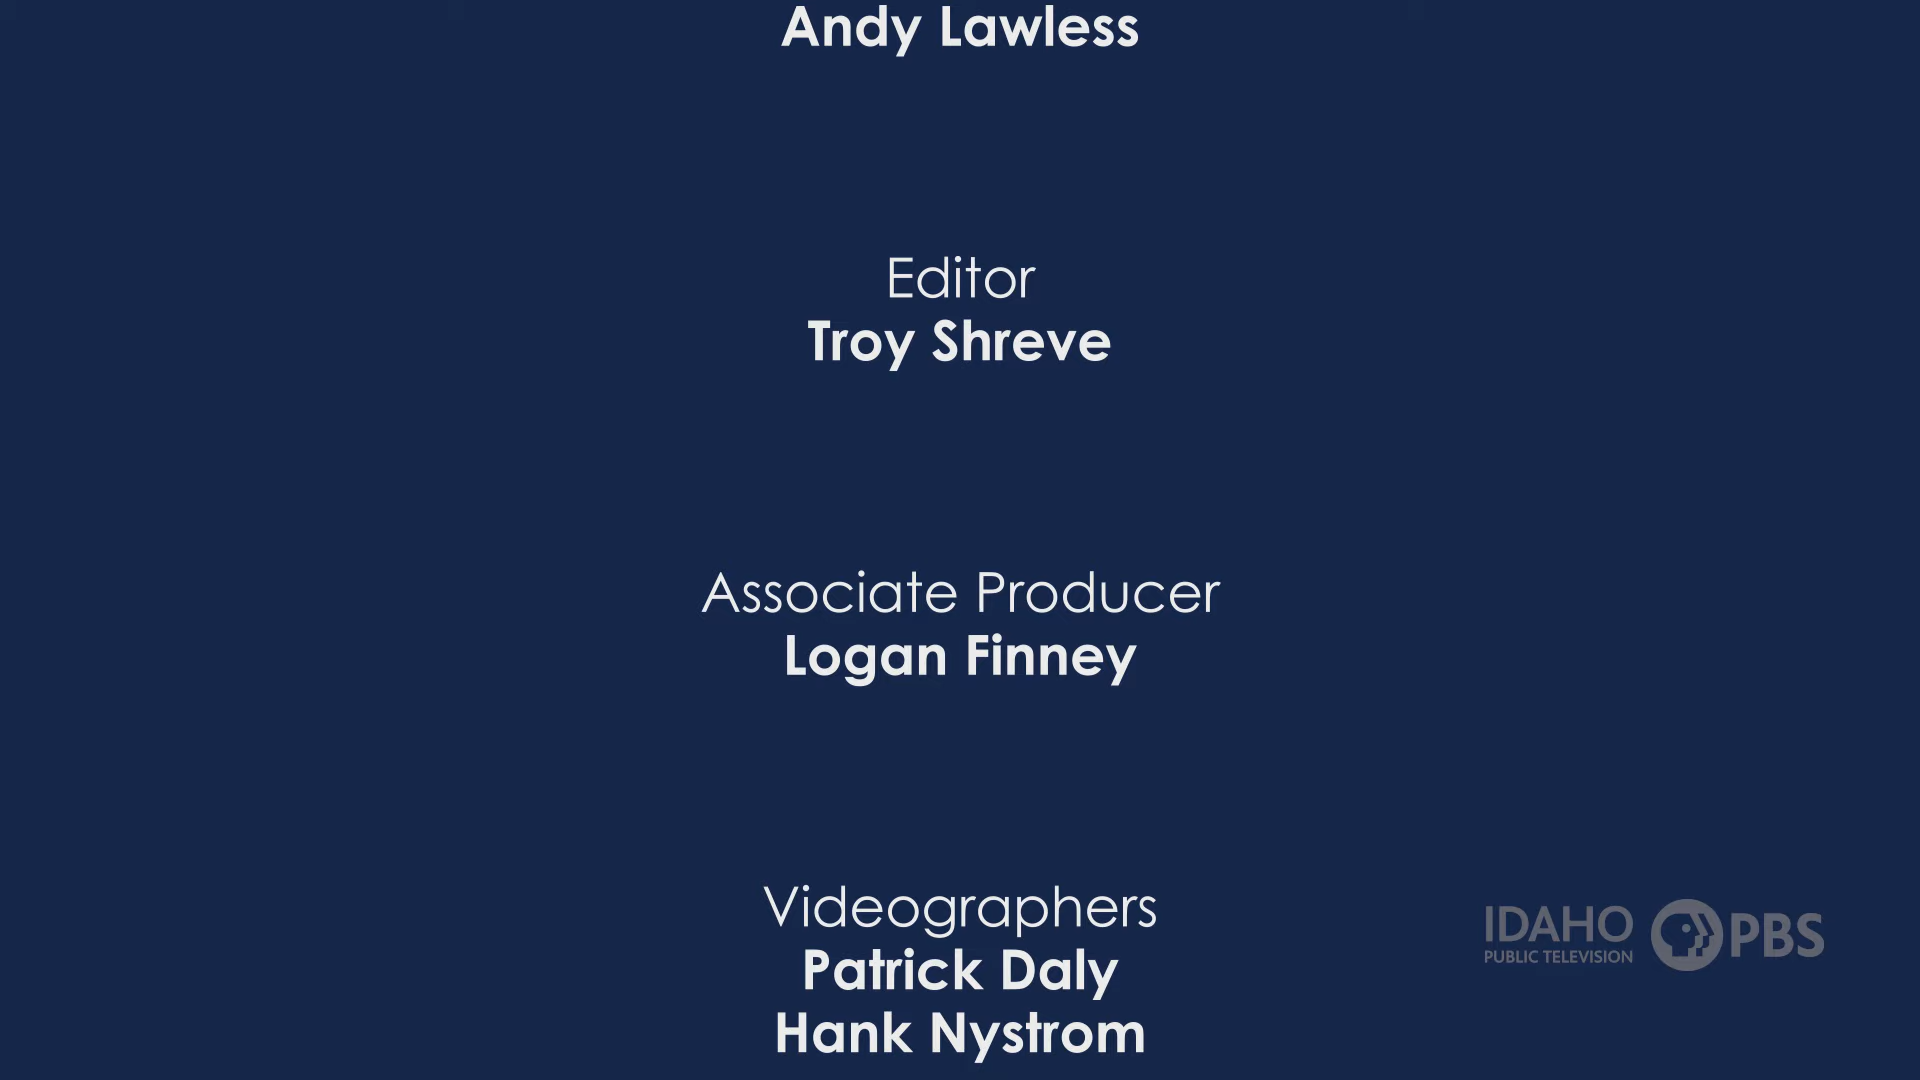 Andy Lawless
Editor
Troy Shreve
Associate Producer
Logan Finney
Videographers
Patrick Daly
Hank Nystrom
IDAHO
PUBLIC TELEVISION
PBS